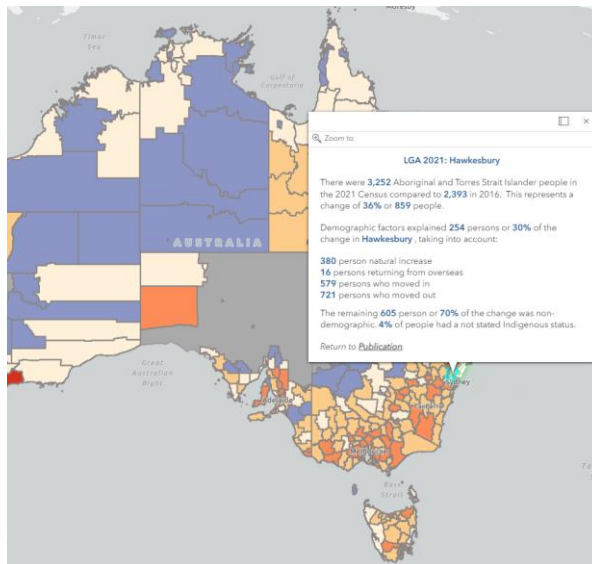 Moresby
Timor
Sea
Gulf of
Carpentaria
Zoom to
LGA 2021: Hawkesbury
There were 3,252 Aboriginal and Torres Strait Islander people in
the 2021 Census compared to 2,393 in 2016. This represents a
change of 36% or 859 people.
Demographic factors explained 254 persons or 30% of the
change in Hawkesbury , taking into account:
380 person natural increase
16 persons returning from overseas
579 persons who moved in
721 persons who moved out
The remaining 605 person or 70% of the change was non-
demographic. 4% of people had a not stated Indigenous status.
Return to Publication.
AUSTRALIA
Great
Australian
Bight
Adelaide
Sydney
Canberra
Melbourne
Bass
Strait